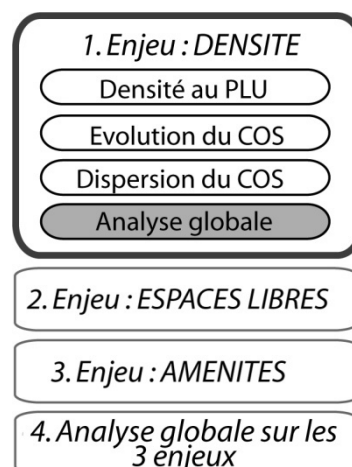 1. Enjeu : DENSITE
Densité au PLU
Evolution du COS
Dispersion du COS
Analyse globale
2. Enjeu : ESPACES LIBRES
3. Enjeu : AMENITES
4. Analyse globale sur les
3 enjeux